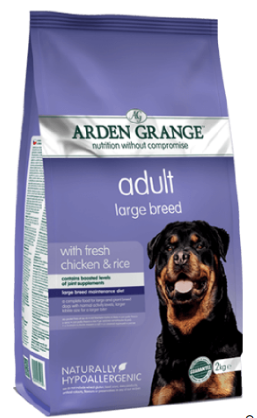 AG
ARDEN GRANGE
nutrition without compromise
adult
large breed
with fresh
chicken & rice
contains boosted levels
of joint supplements
large breed maintenance diet
NATURALLY
HYPOALLERGENIC
2kg e